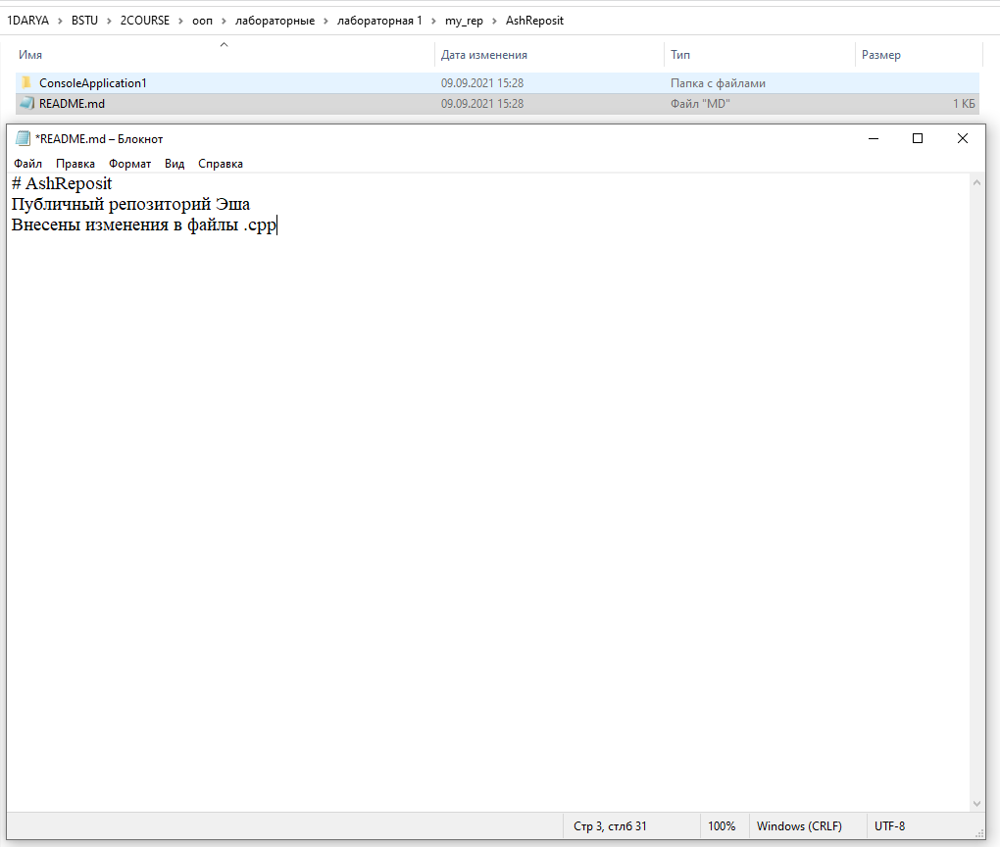 1DARYA > BSTU > 2COURSE > ооп > лабораторные > лабораторная 1 > my_rep > AshReposit
Имя Дата изменения Тип Размер
ConsoleApplication1 09.09.2021 15:28 Папка с файлами
README.md 09.09.2021 15:28 Файл "MD" 1 КБ
*README.md – Блокнот
Файл Правка Формат Вид Справка
# AshReposit
Публичный репозиторий Эша
Внесены изменения в файлы .cpp
Стр 3, стлб 31 100% Windows (CRLF) UTF-8